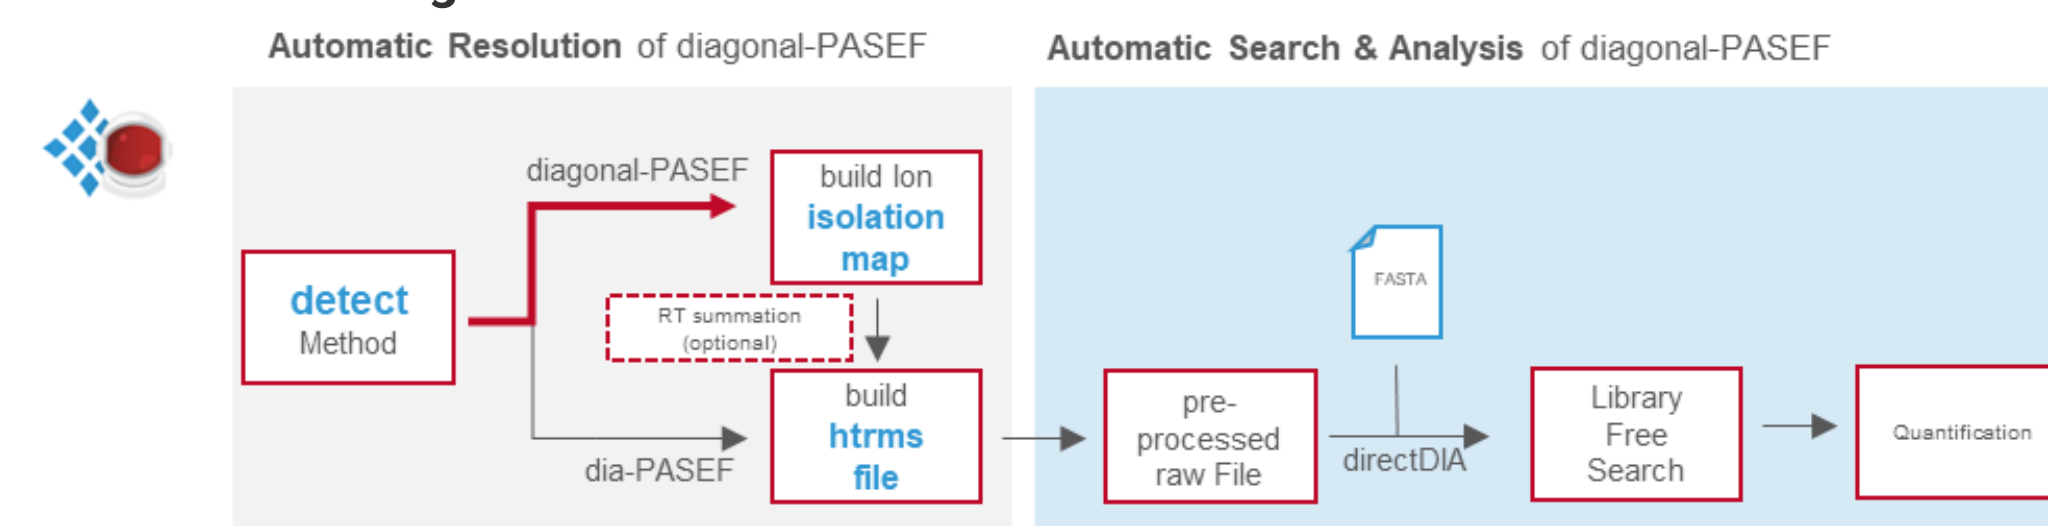 Automatic Resolution of diagonal-PASEF
Automatic Search & Analysis of diagonal-PASEF
diagonal-PASEF
build Ion
isolation
map
detect
Method
RT summation
(optional)
build
htrms
file
dia-PASEF
pre-
processed
raw File
FASTA
directDIA
Library
Free
Search
Quantification